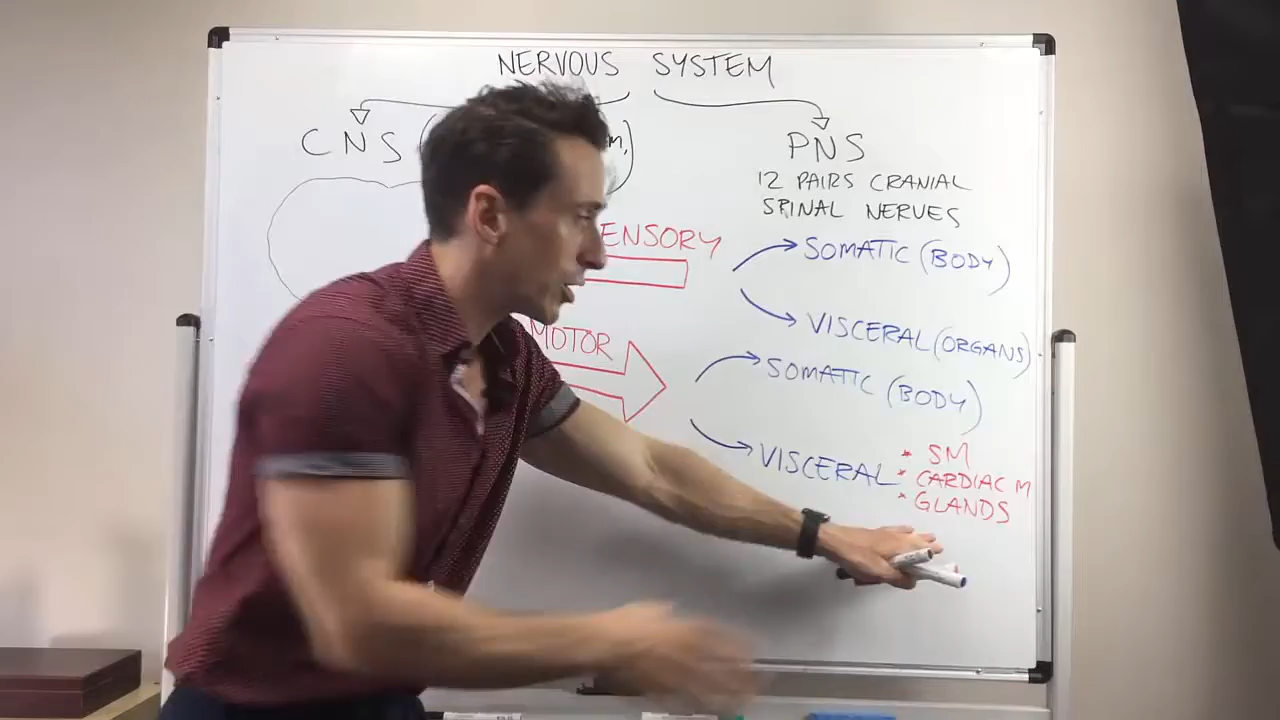 NERVOUS SYSTEM
CNS (
m,)
PNS
12 PAIRS CRANIAL
SPINAL NERVES
ENSORY
SOMATIC (BODY)
VISCERAL (ORGANS)
MOTOR
SOMATIC (BODY)
VISCERAL
* SM
* CARDIAC M
* GLANDS